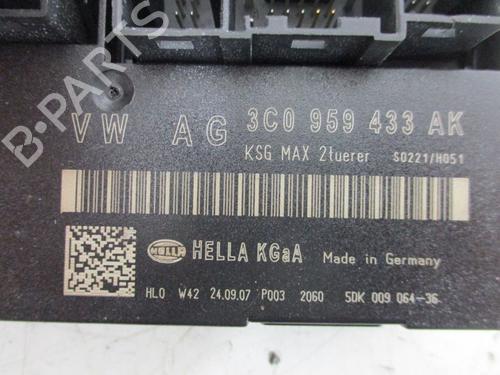 VW AG 3C0 959 433 AK
KSG MAX 2tuerer S0221/H051
HELLA HELLA KGaA Made in Germany
HLO W42 24.09.07 P003 2060 5DK 009 064-36